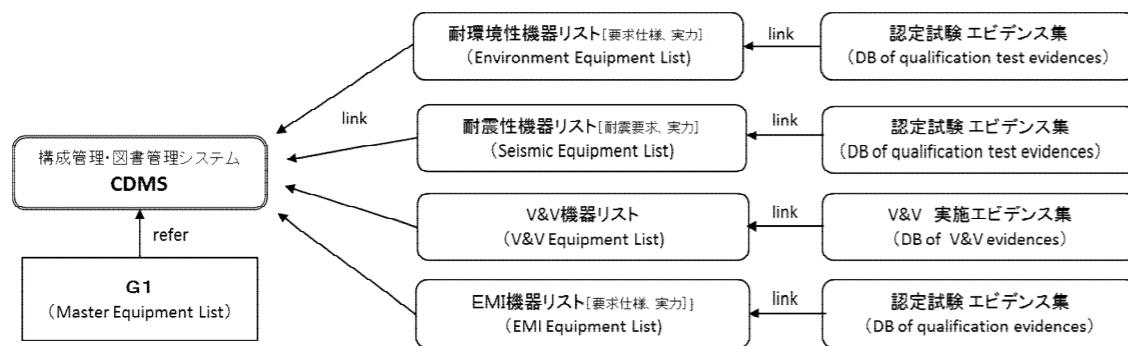 耐環境性機器リスト[要求仕様、実力]
(Environment Equipment List)
link
認定試験 エビデンス集
(DB of qualification test evidences)
link
耐震性機器リスト[耐震要求、実力]
(Seismic Equipment List)
link
認定試験 エビデンス集
(DB of qualification test evidences)
構成管理・図書管理システム
CDMS
V&V機器リスト
(V&V Equipment List)
link
V&V 実施エビデンス集
(DB of V&V evidences)
refer
G1
(Master Equipment List)
EMI機器リスト[要求仕様、実力]]
(EMI Equipment List)
link
認定試験 エビデンス集
(DB of qualification evidences)